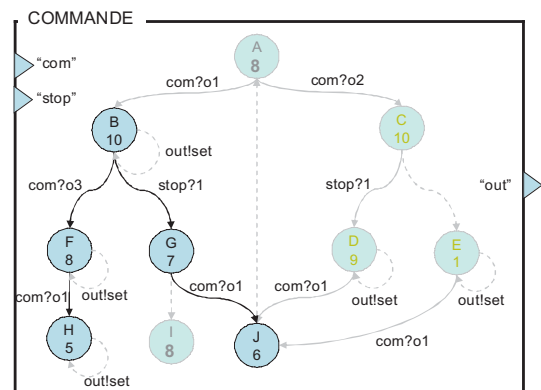 COMMANDE
A
8
"com"
"stop"
com?o1
com?o2
B
10
out!set
C
10
com?o3
stop?1
stop?1
"out"
F
8
out!set
G
7
D
9
out!set
E
1
out!set
com?o1
com?o1
com?o1
com?o1
H
5
out!set
I
8
J
6